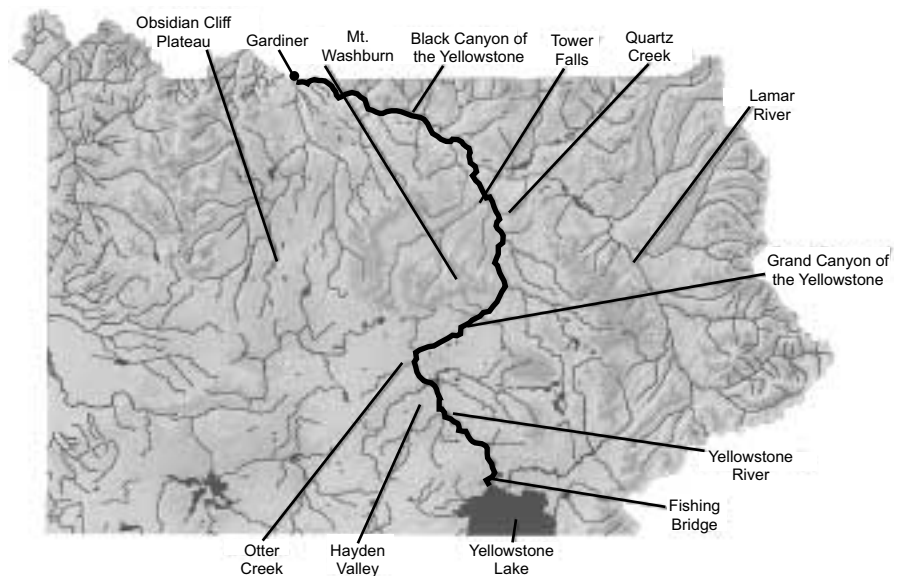 Obsidian Cliff
Plateau
Gardiner
Mt.
Washburn
Black Canyon of
the Yellowstone
Tower
Falls
Quartz
Creek
Lamar
River
Grand Canyon of
the Yellowstone
Yellowstone
River
Fishing
Bridge
Yellowstone
Lake
Hayden
Valley
Otter
Creek